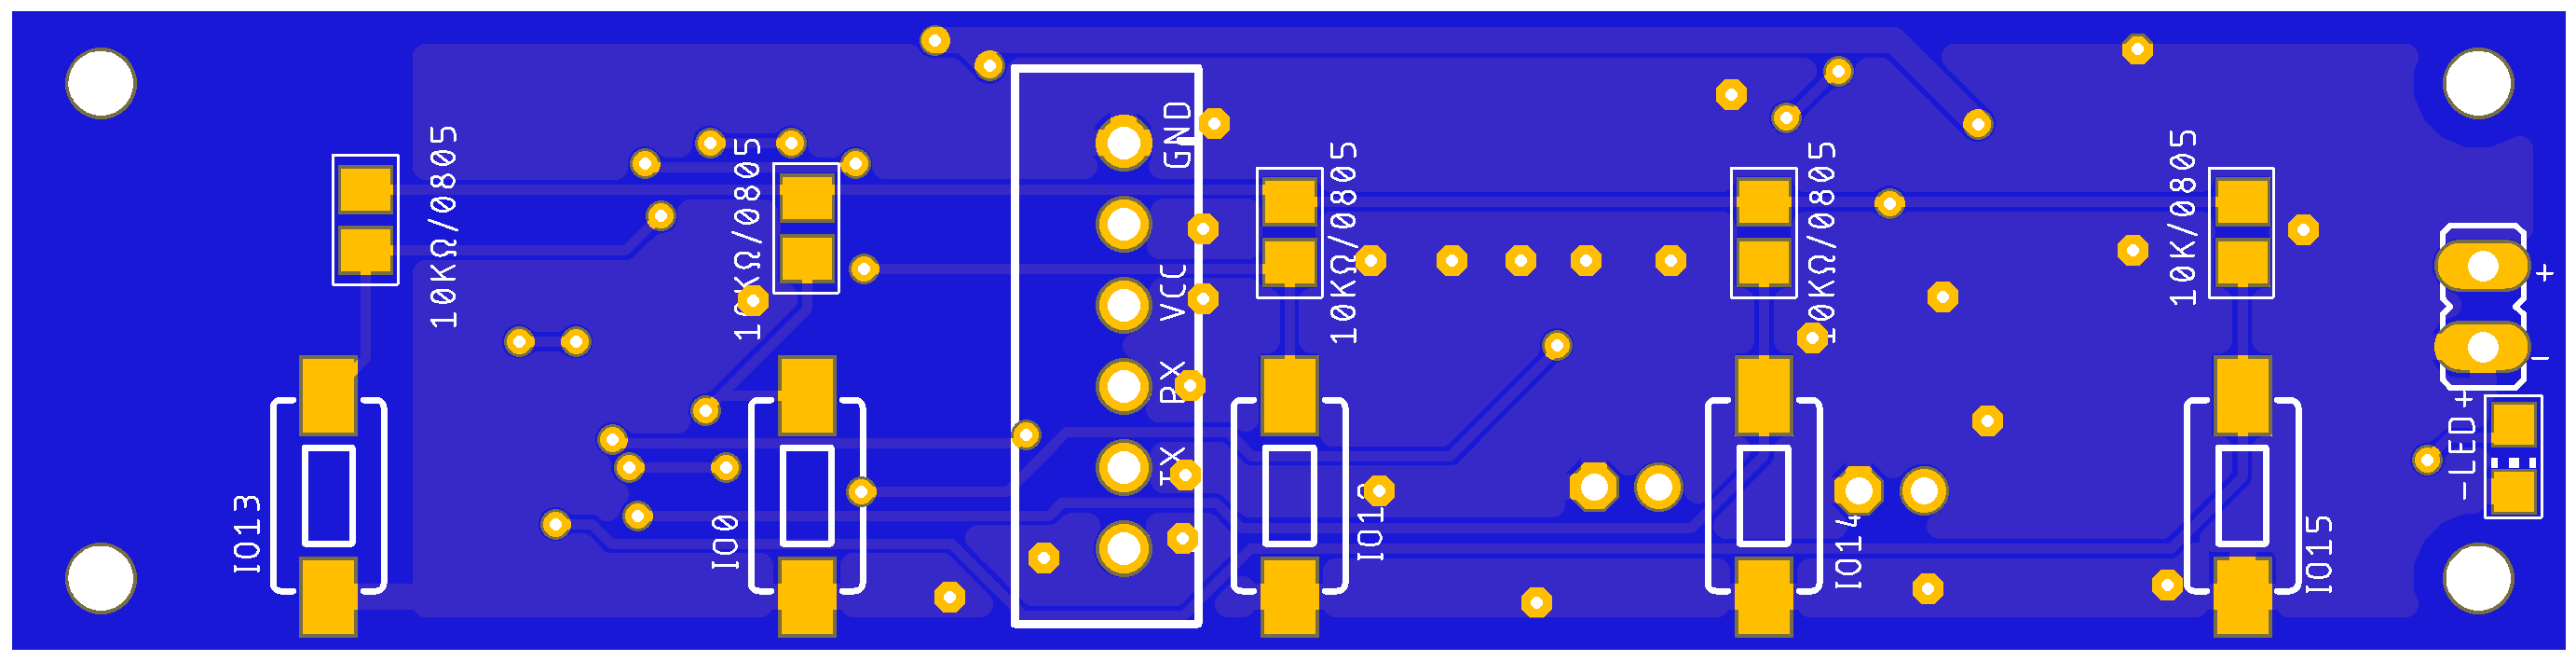 10KΩ/0805
10KΩ/0805
GND
VCC
RX
TX
10KΩ/0805
10KΩ/0805
10K/0805
+
-
-LED+
IO13
IO0
IO14
IO15